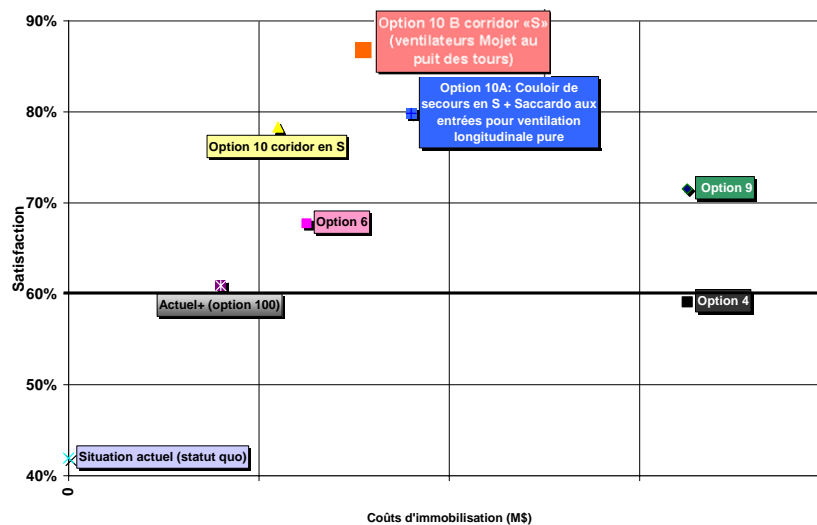 90%
Option 10 B corridor «S»
(ventilateurs Mojet au
puit des tours)
80%
Option 10A: Couloir de
secours en S + Saccardo aux
entrées pour ventilation
longitudinale pure
Option 10 coridor en S
70%
Option 9
Option 6
Satisfaction
60%
Actuel+ (option 100)
Option 4
50%
Situation actuel (statut quo)
40%
0
Coûts d'immobilisation (M$)